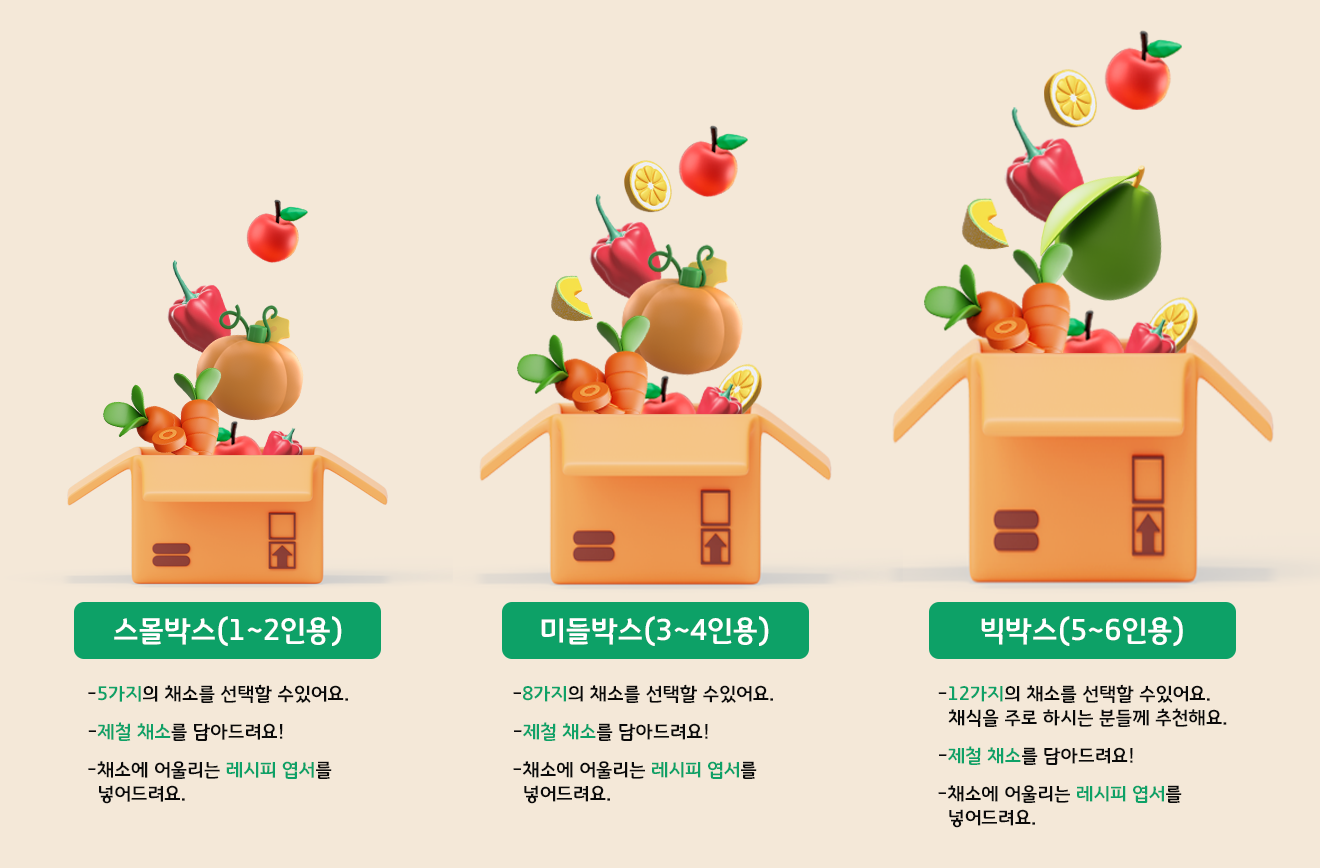 스몰박스(1~2인용)
-5가지의 채소를 선택할 수있어요.
-제철 채소를 담아드려요!
-채소에 어울리는 레시피 엽서를
넣어드려요.
미들박스(3~4인용)
-8가지의 채소를 선택할 수있어요.
-제철 채소를 담아드려요!
-채소에 어울리는 레시피 엽서를
넣어드려요.
빅박스(5~6인용)
-12가지의 채소를 선택할 수있어요.
채식을 주로 하시는 분들께 추천해요.
-제철 채소를 담아드려요!
-채소에 어울리는 레시피 엽서를
넣어드려요.